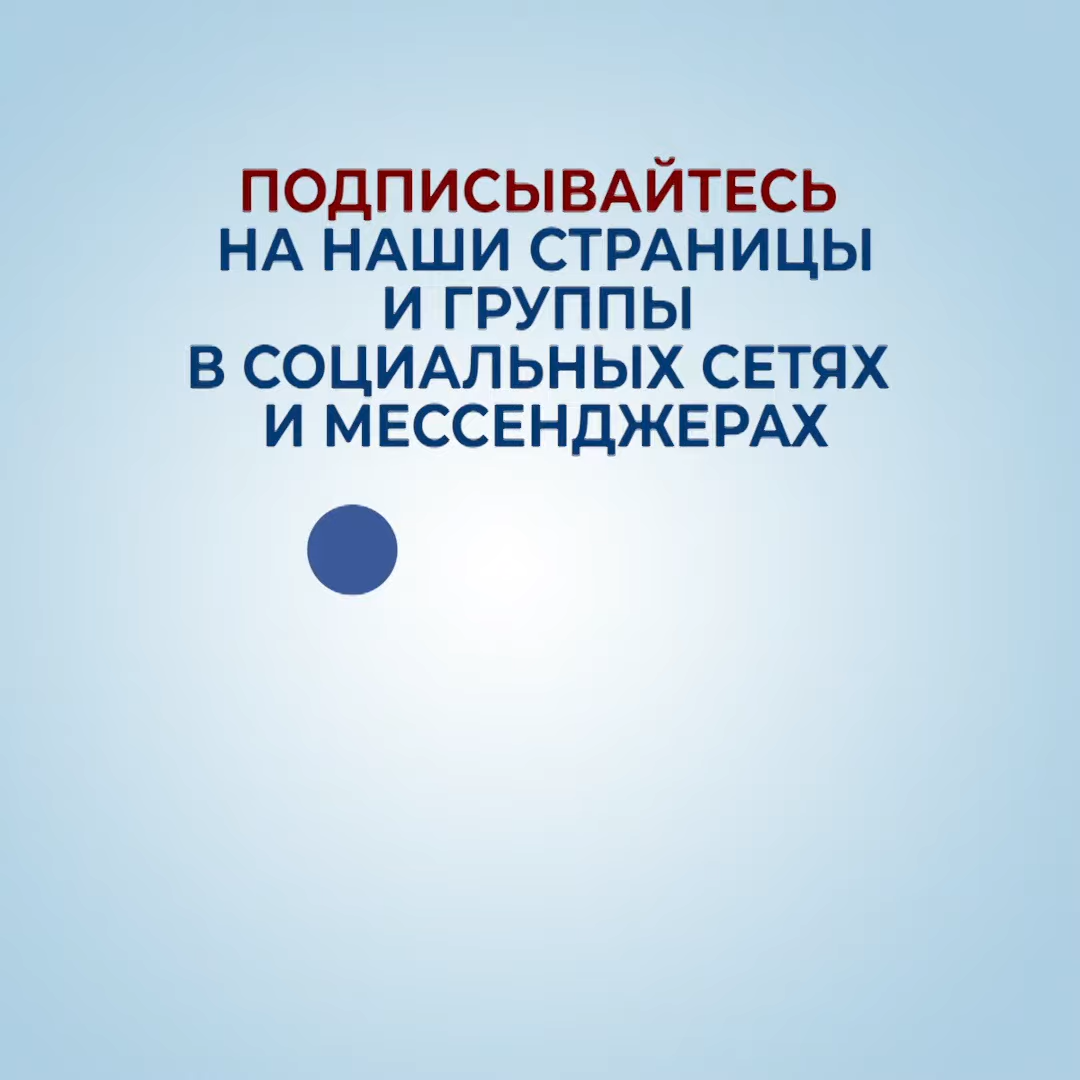 ПОДПИСЫВАЙТЕСЬ
НА НАШИ СТРАНИЦЫ
И ГРУППЫ
В СОЦИАЛЬНЫХ СЕТЯХ
И МЕССЕНДЖЕРАХ